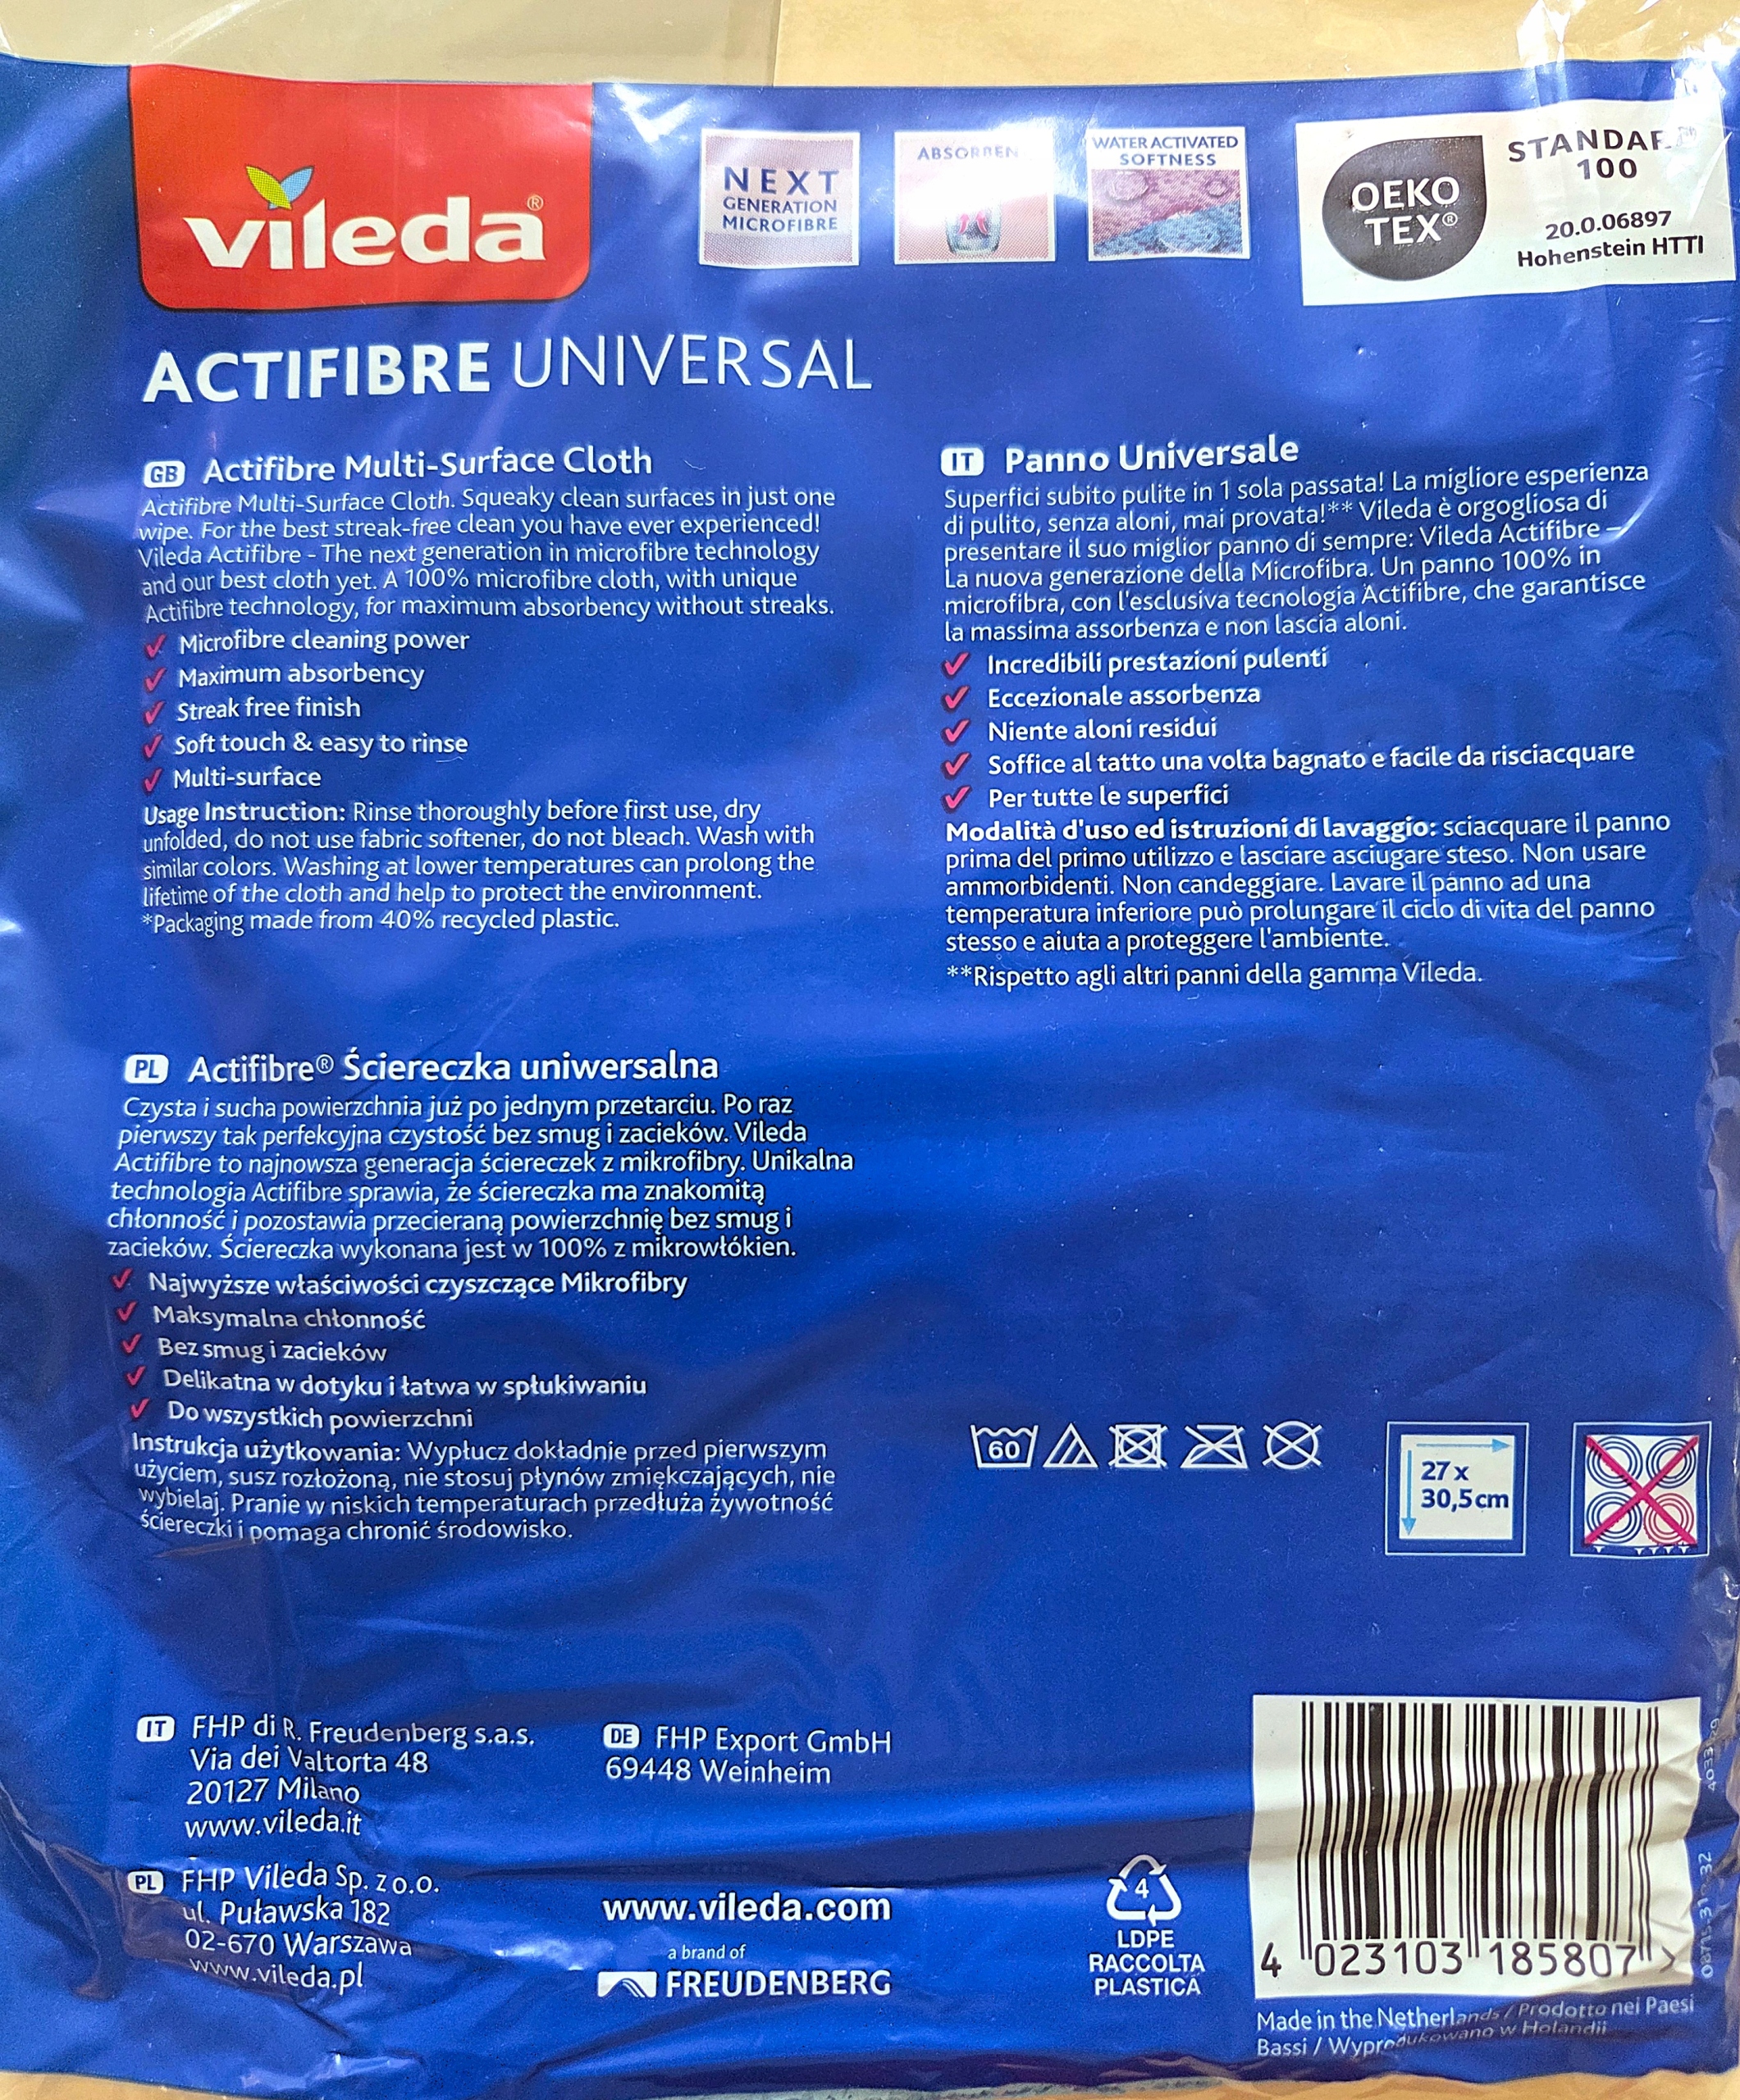 vileda®
NEXT
GENERATION
MICROFIBRE
WATER ACTIVATED
SOFTNESS
OEKO
TEX®
100
20.0.06897
Hohenstein HTTI
ACTIFIBRE UNIVERSAL
GB Actifibre Multi-Surface Cloth
Actifibre Multi-Surface Cloth. Squeaky clean surfaces in just one
wipe. For the best streak-free clean you have ever experienced!
Vileda Actifibre - The next generation in microfibre technology
and our best cloth yet. A 100% microfibre cloth, with unique
Actifibre technology, for maximum absorbency without streaks.
Microfibre cleaning power
Maximum absorbency
Streak free finish
Soft touch & easy to rinse
Multi-surface
Usage Instruction: Rinse thoroughly before first use, dry
unfolded, do not use fabric softener, do not bleach. Wash with
similar colors. Washing at lower temperatures can prolong the
lifetime of the cloth and help to protect the environment.
*Packaging made from 40% recycled plastic.
IT Panno Universale
Superfici subito pulite in 1 sola passata! La migliore esperienza
di pulito, senza aloni, mai provata!** Vileda è orgogliosa di
presentare il suo miglior panno di sempre: Vileda Actifibre –
La nuova generazione della Microfibra. Un panno 100% in
microfibra, con l'esclusiva tecnologia Actifibre, che garantisce
la massima assorbenza e non lascia aloni.
Incredibili prestazioni pulenti
Eccezionale assorbenza
Niente aloni residui
Soffice al tatto una volta bagnato e facile da risciacquare
Per tutte le superfici
Modalità d'uso ed istruzioni di lavaggio: sciacquare il panno
prima del primo utilizzo e lasciare asciugare steso. Non usare
ammorbidenti. Non candeggiare. Lavare il panno ad una
temperatura inferiore può prolungare il ciclo di vita del panno
stesso e aiuta a proteggere l'ambiente.
**Rispetto agli altri panni della gamma Vileda.
PL Actifibre® Ściereczka uniwersalna
Czysta i sucha powierzchnia już po jednym przetarciu. Po raz
pierwszy tak perfekcyjna czystość bez smug i zacieków. Vileda
Actifibre to najnowsza generacja ściereczek z mikrofibry. Unikalna
technologia Actifibre sprawia, że ściereczka ma znakomitą
chłonność i pozostawia przecieraną powierzchnię bez smug i
zacieków. Ściereczka wykonana jest w 100% z mikrowłókien.
Najwyższe właściwości czyszczące Mikrofibry
Maksymalna chłonność
Bez smug i zacieków
Delikatna w dotyku i łatwa w spłukiwaniu
Do wszystkich powierzchni
Instrukcja użytkowania: Wypłucz dokładnie przed pierwszym
użyciem, susz rozłożoną, nie stosuj płynów zmiękczających, nie
wybielaj. Pranie w niskich temperaturach przedłuża żywotność
ściereczki i pomaga chronić środowisko.
60
27 x
30,5cm
IT FHP di R. Freudenberg s.a.s.
Via dei Valtorta 48
20127 Milano
www.vileda.it
DE FHP Export GmbH
69448 Weinheim
PL FHP Vileda Sp. z o.o.
ul. Puławska 182
02-670 Warszawa
www.vileda.pl
www.vileda.com
a brand of
FREUDENBERG
4
LDPE
RACCOLTA
PLASTICA
4 023103 185807 >
Made in the Netherlands / Prodotto nei Paesi
Bassi / Wyprodukowano w Holandii